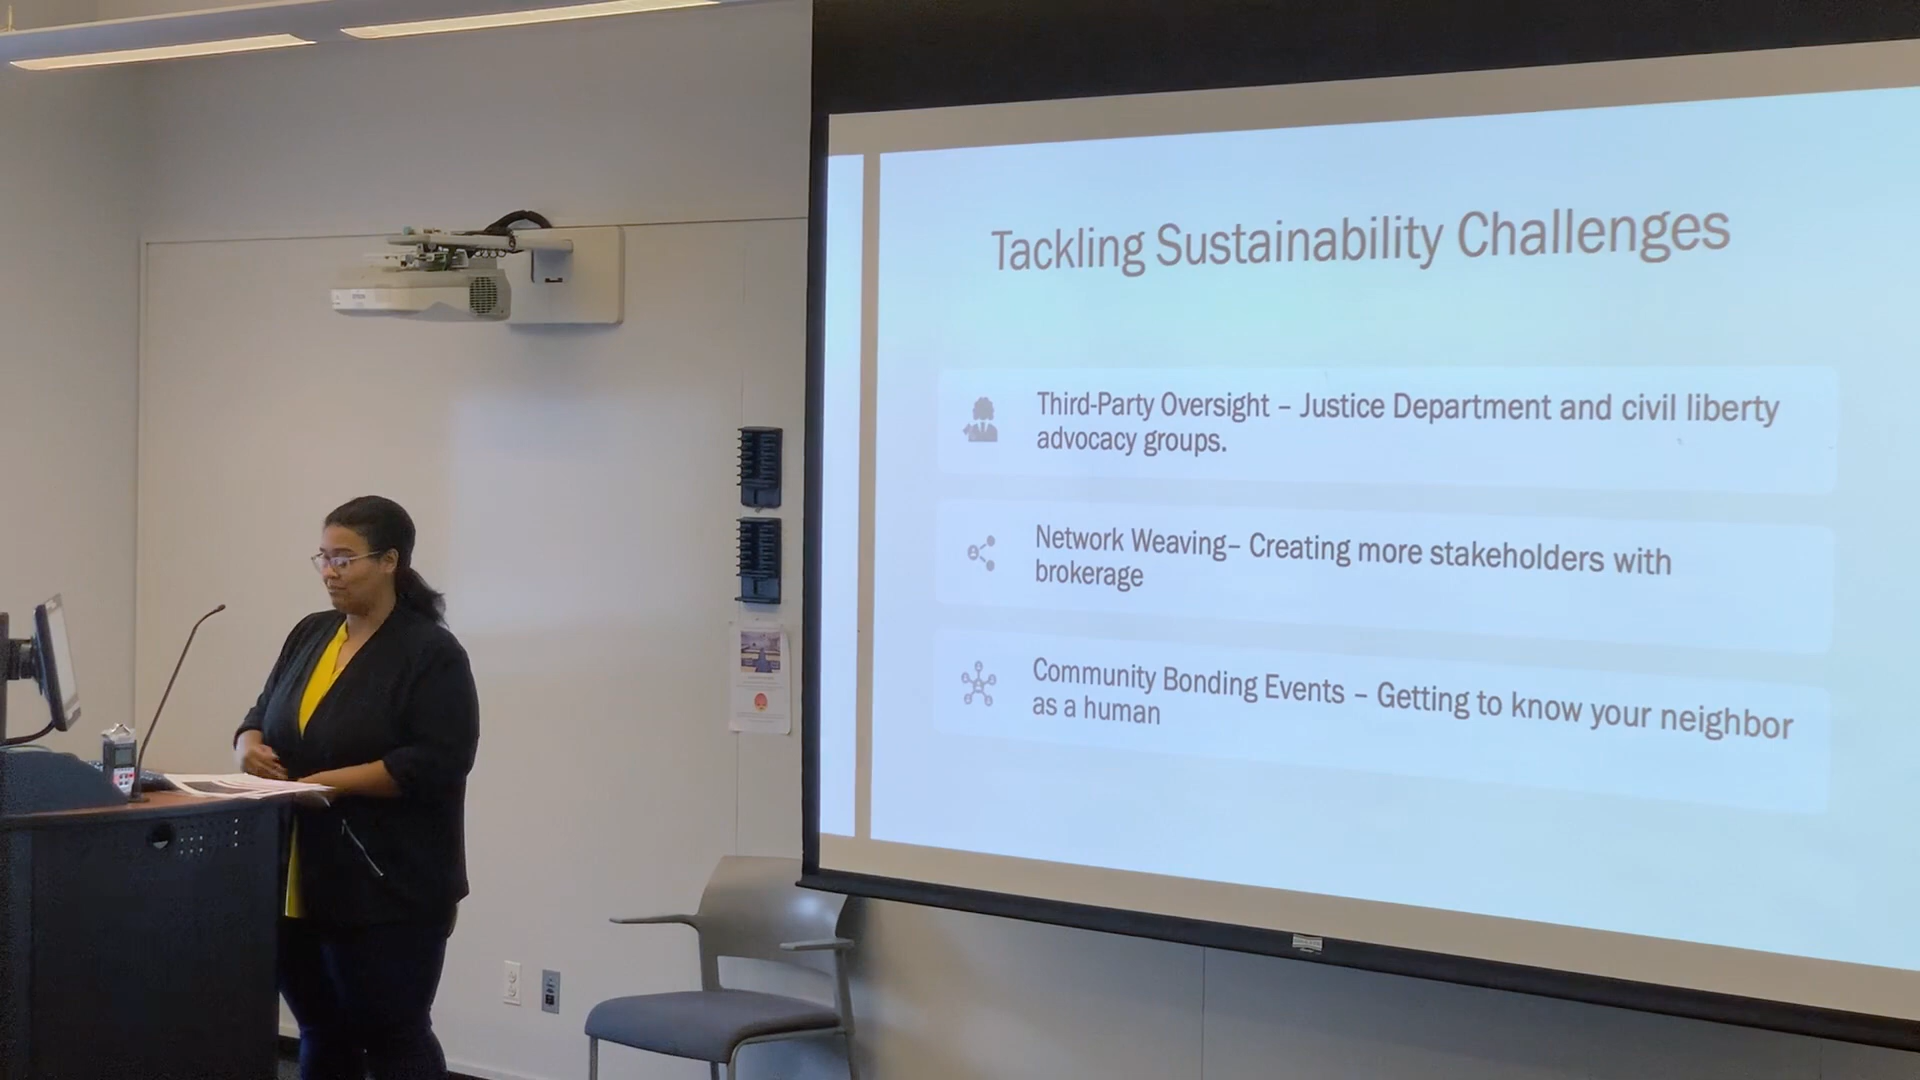 Tackling Sustainability Challenges
Third-Party Oversight – Justice Department and civil liberty
advocacy groups.
Network Weaving– Creating more stakeholders with
brokerage
Community Bonding Events – Getting to know your neighbor
as a human